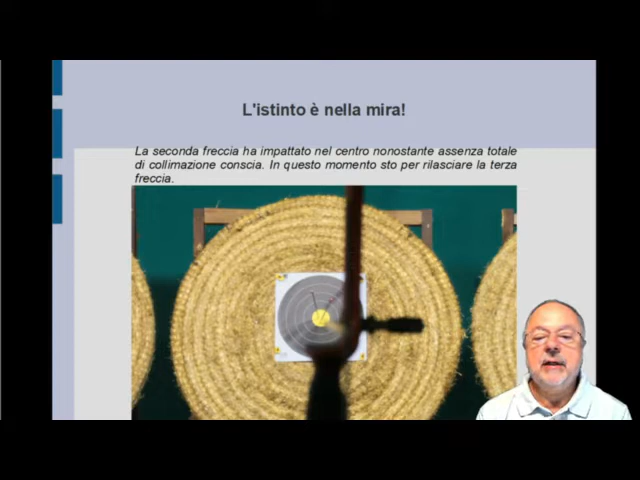 L'istinto è nella mira!
La seconda freccia ha impattato nel centro nonostante assenza totale
di collimazione conscia. In questo momento sto per rilasciare la terza
freccia.